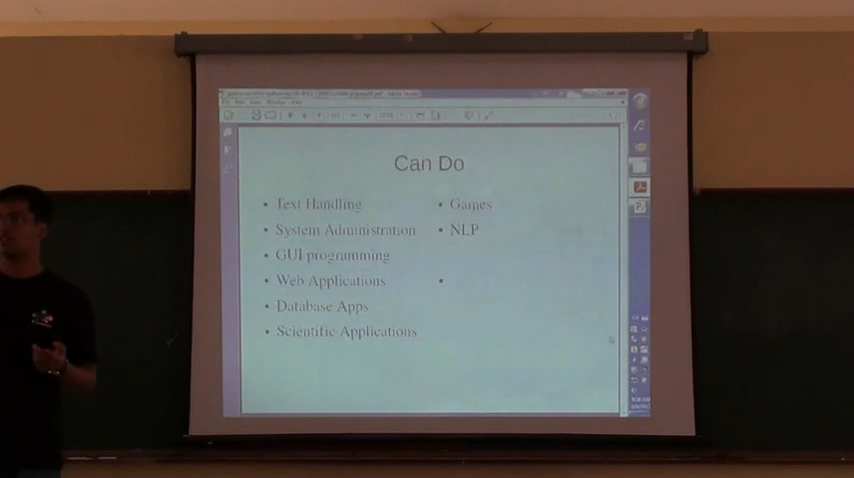 Can Do
• Text Handling
• System Administration
• GUI programming
• Web Applications
• Database Apps
• Scientific Applications
• Games
• NLP
•